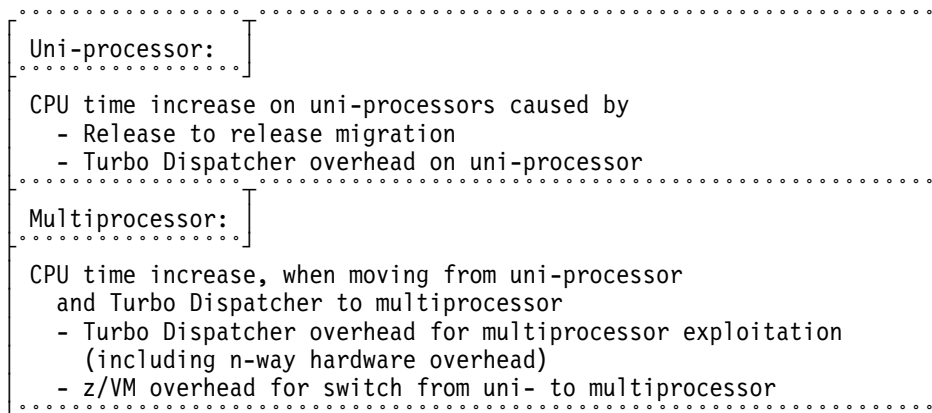 Uni-processor:
CPU time increase on uni-processors caused by
- Release to release migration
- Turbo Dispatcher overhead on uni-processor
Multiprocessor:
CPU time increase, when moving from uni-processor
and Turbo Dispatcher to multiprocessor
- Turbo Dispatcher overhead for multiprocessor exploitation
(including n-way hardware overhead)
- z/VM overhead for switch from uni- to multiprocessor